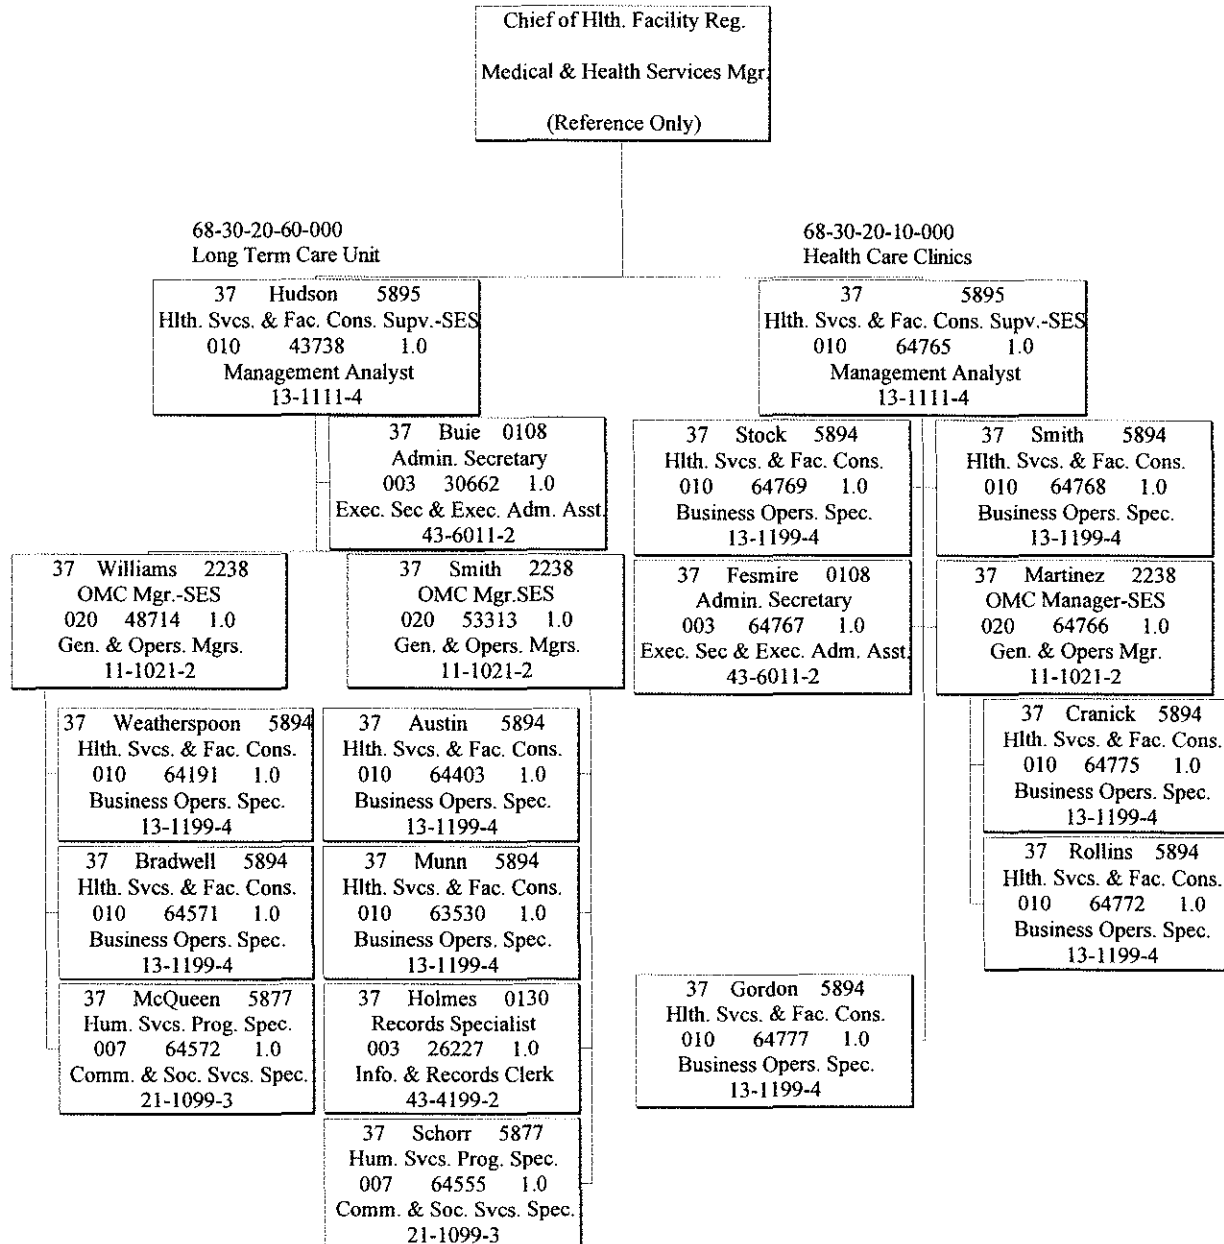 Chief of Hlth. Facility Reg.
Medical & Health Services Mgr.
(Reference Only)
68-30-20-60-000
Long Term Care Unit
68-30-20-10-000
Health Care Clinics
37 Hudson 5895
Hlth. Svcs. & Fac. Cons. Supv.-SES
010 43738 1.0
Management Analyst
13-1111-4
37 5895
Hlth. Svcs. & Fac. Cons. Supv.-SES
010 64765 1.0
Management Analyst
13-1111-4
37 Buie 0108
Admin. Secretary
003 30662 1.0
Exec. Sec & Exec. Adm. Asst.
43-6011-2
37 Stock 5894
Hlth. Svcs. & Fac. Cons.
010 64769 1.0
Business Opers. Spec.
13-1199-4
37 Smith 5894
Hlth. Svcs. & Fac. Cons.
010 64768 1.0
Business Opers. Spec.
13-1199-4
37 Williams 2238
OMC Mgr.-SES
020 48714 1.0
Gen. & Opers. Mgrs.
11-1021-2
37 Smith 2238
OMC Mgr.SES
020 53313 1.0
Gen. & Opers. Mgrs.
11-1021-2
37 Fesmire 0108
Admin. Secretary
003 64767 1.0
Exec. Sec & Exec. Adm. Asst.
43-6011-2
37 Martinez 2238
OMC Manager-SES
020 64766 1.0
Gen. & Opers Mgr.
11-1021-2
37 Weatherspoon 5894
Hlth. Svcs. & Fac. Cons.
010 64191 1.0
Business Opers. Spec.
13-1199-4
37 Austin 5894
Hlth. Svcs. & Fac. Cons.
010 64403 1.0
Business Opers. Spec.
13-1199-4
37 Cranick 5894
Hlth. Svcs. & Fac. Cons.
010 64775 1.0
Business Opers. Spec.
13-1199-4
37 Bradwell 5894
Hlth. Svcs. & Fac. Cons.
010 64571 1.0
Business Opers. Spec.
13-1199-4
37 Munn 5894
Hlth. Svcs. & Fac. Cons.
010 63530 1.0
Business Opers. Spec.
13-1199-4
37 Rollins 5894
Hlth. Svcs. & Fac. Cons.
010 64772 1.0
Business Opers. Spec.
13-1199-4
37 McQueen 5877
Hum. Svcs. Prog. Spec.
007 64572 1.0
Comm. & Soc. Svcs. Spec.
21-1099-3
37 Holmes 0130
Records Specialist
003 26227 1.0
Info. & Records Clerk
43-4199-2
37 Gordon 5894
Hlth. Svcs. & Fac. Cons.
010 64777 1.0
Business Opers. Spec.
13-1199-4
37 Schorr 5877
Hum. Svcs. Prog. Spec.
007 64555 1.0
Comm. & Soc. Svcs. Spec.
21-1099-3